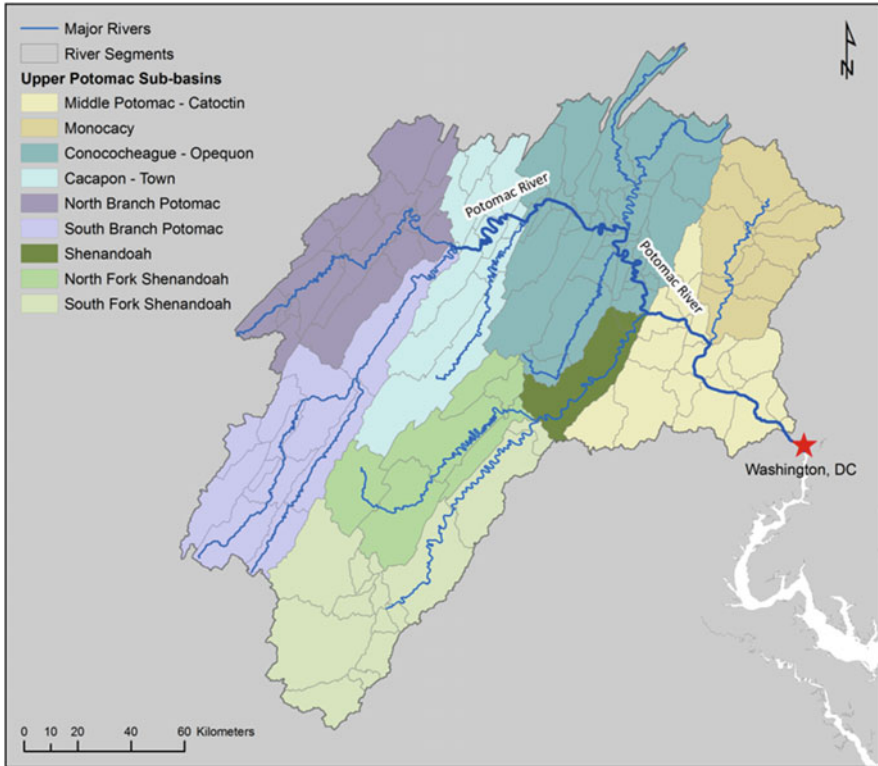 Major Rivers
River Segments
Upper Potomac Sub-basins
Middle Potomac - Catoctin
Monocacy
Conococheague - Opequon
Cacapon - Town
North Branch Potomac
South Branch Potomac
Shenandoah
North Fork Shenandoah
South Fork Shenandoah
N
Potomac River
Potomac River
Washington, DC
0 10 20 40 60 Kilometers